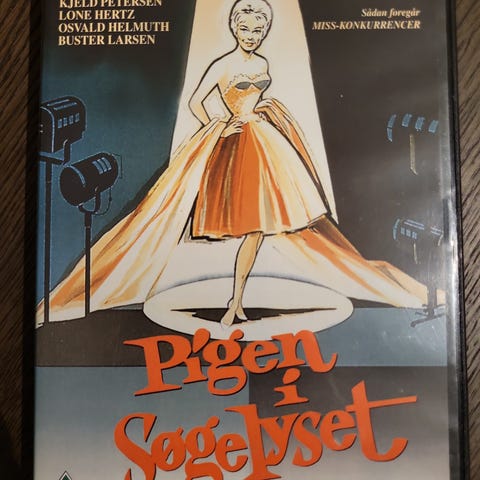 KJELD PETERSEN
LONE HERTZ
OSVALD HELMUTH
BUSTER LARSEN
Sådan foregår
MISS-KONKURRENCER
Pigen
i
Søgelyset